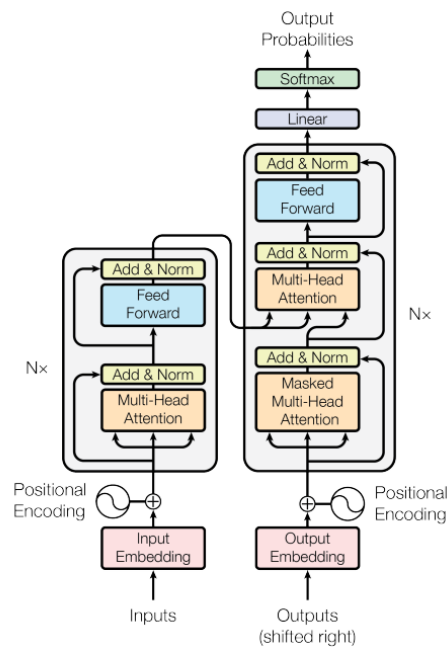 Output
Probabilities
Softmax
Linear
Add & Norm
Feed
Forward
Add & Norm
Multi-Head
Attention
Add & Norm
Masked
Multi-Head
Attention
N×
Positional
Encoding
Output
Embedding
Outputs
(shifted right)
Add & Norm
Feed
Forward
Add & Norm
Multi-Head
Attention
N×
Positional
Encoding
Input
Embedding
Inputs